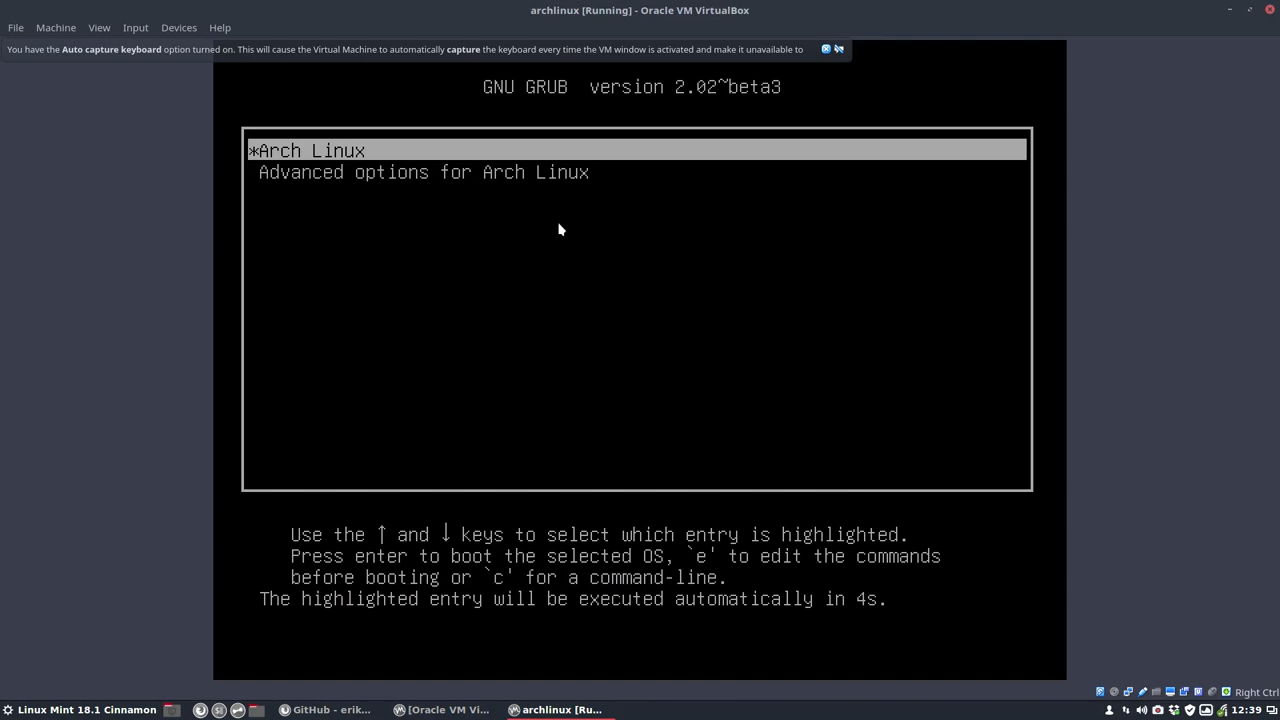 archlinux [Running] - Oracle VM VirtualBox
File Machine View Input Devices Help
You have the Auto capture keyboard option turned on. This will cause the Virtual Machine to automatically capture the keyboard every time the VM window is activated and make it unavailable to
GNU GRUB version 2.02~beta3
*Arch Linux
Advanced options for Arch Linux
Use the ↑ and ↓ keys to select which entry is highlighted.
Press enter to boot the selected OS, `e' to edit the commands
before booting or `c' for a command-line.
The highlighted entry will be executed automatically in 4s.
Right Ctrl
Linux Mint 18.1 Cinnamon GitHub - erik... [Oracle VM Vi... archlinux [Ru... 12:39